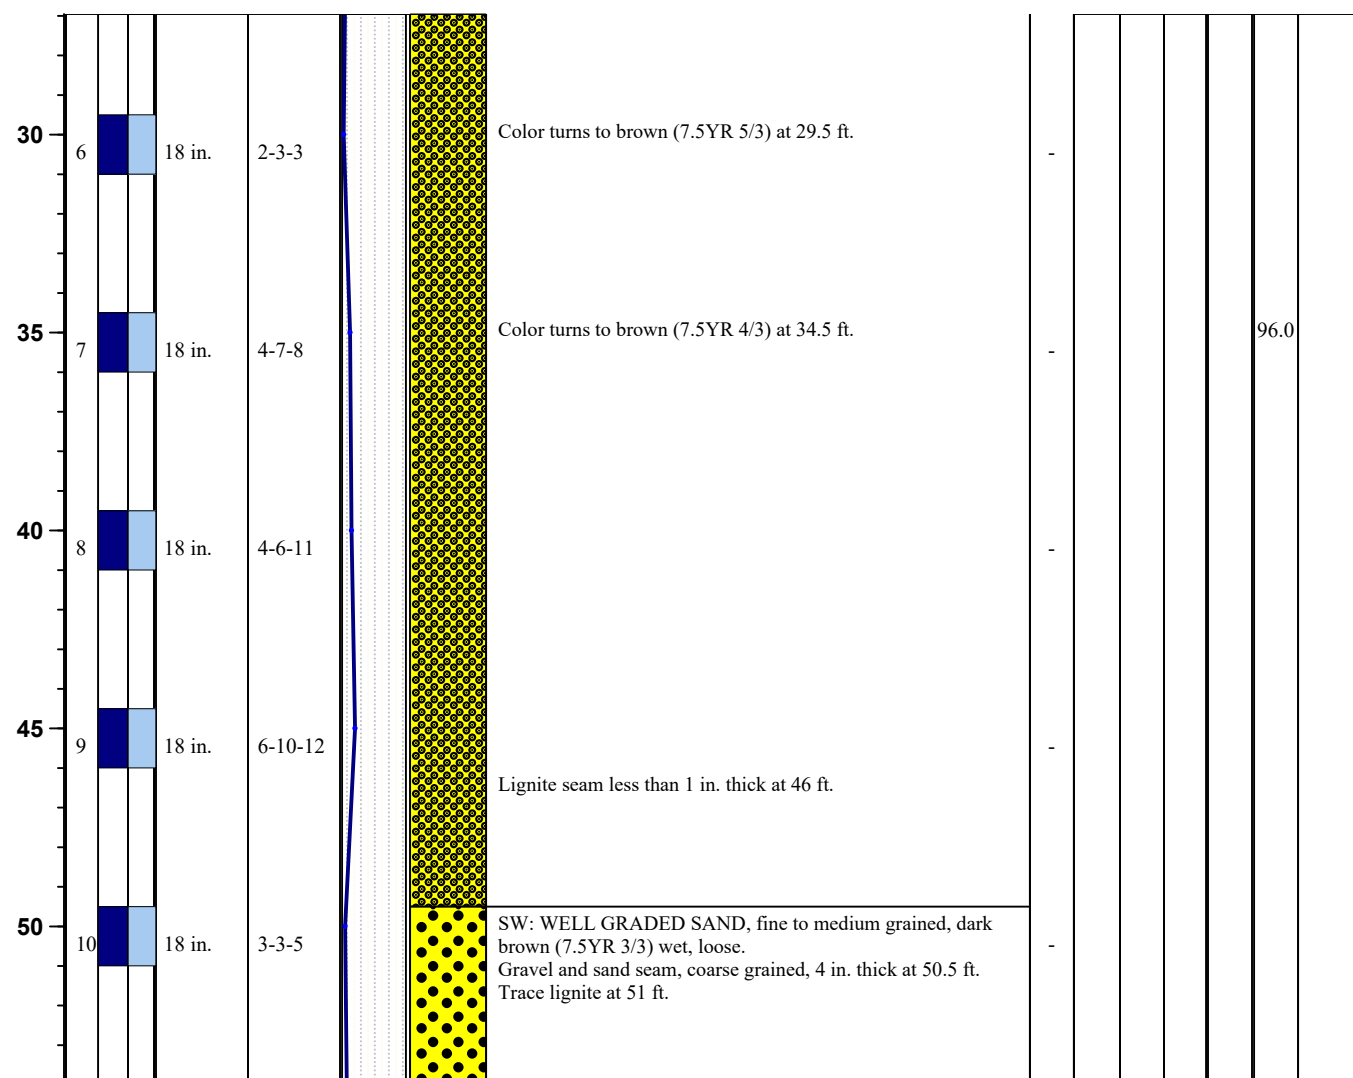 30
6
18 in.
2-3-3
Color turns to brown (7.5YR 5/3) at 29.5 ft.
-
35
7
18 in.
4-7-8
Color turns to brown (7.5YR 4/3) at 34.5 ft.
-
96.0
40
8
18 in.
4-6-11
-
45
9
18 in.
6-10-12
-
Lignite seam less than 1 in. thick at 46 ft.
50
10
18 in.
3-3-5
SW: WELL GRADED SAND, fine to medium grained, dark
brown (7.5YR 3/3) wet, loose.
Gravel and sand seam, coarse grained, 4 in. thick at 50.5 ft.
Trace lignite at 51 ft.
-